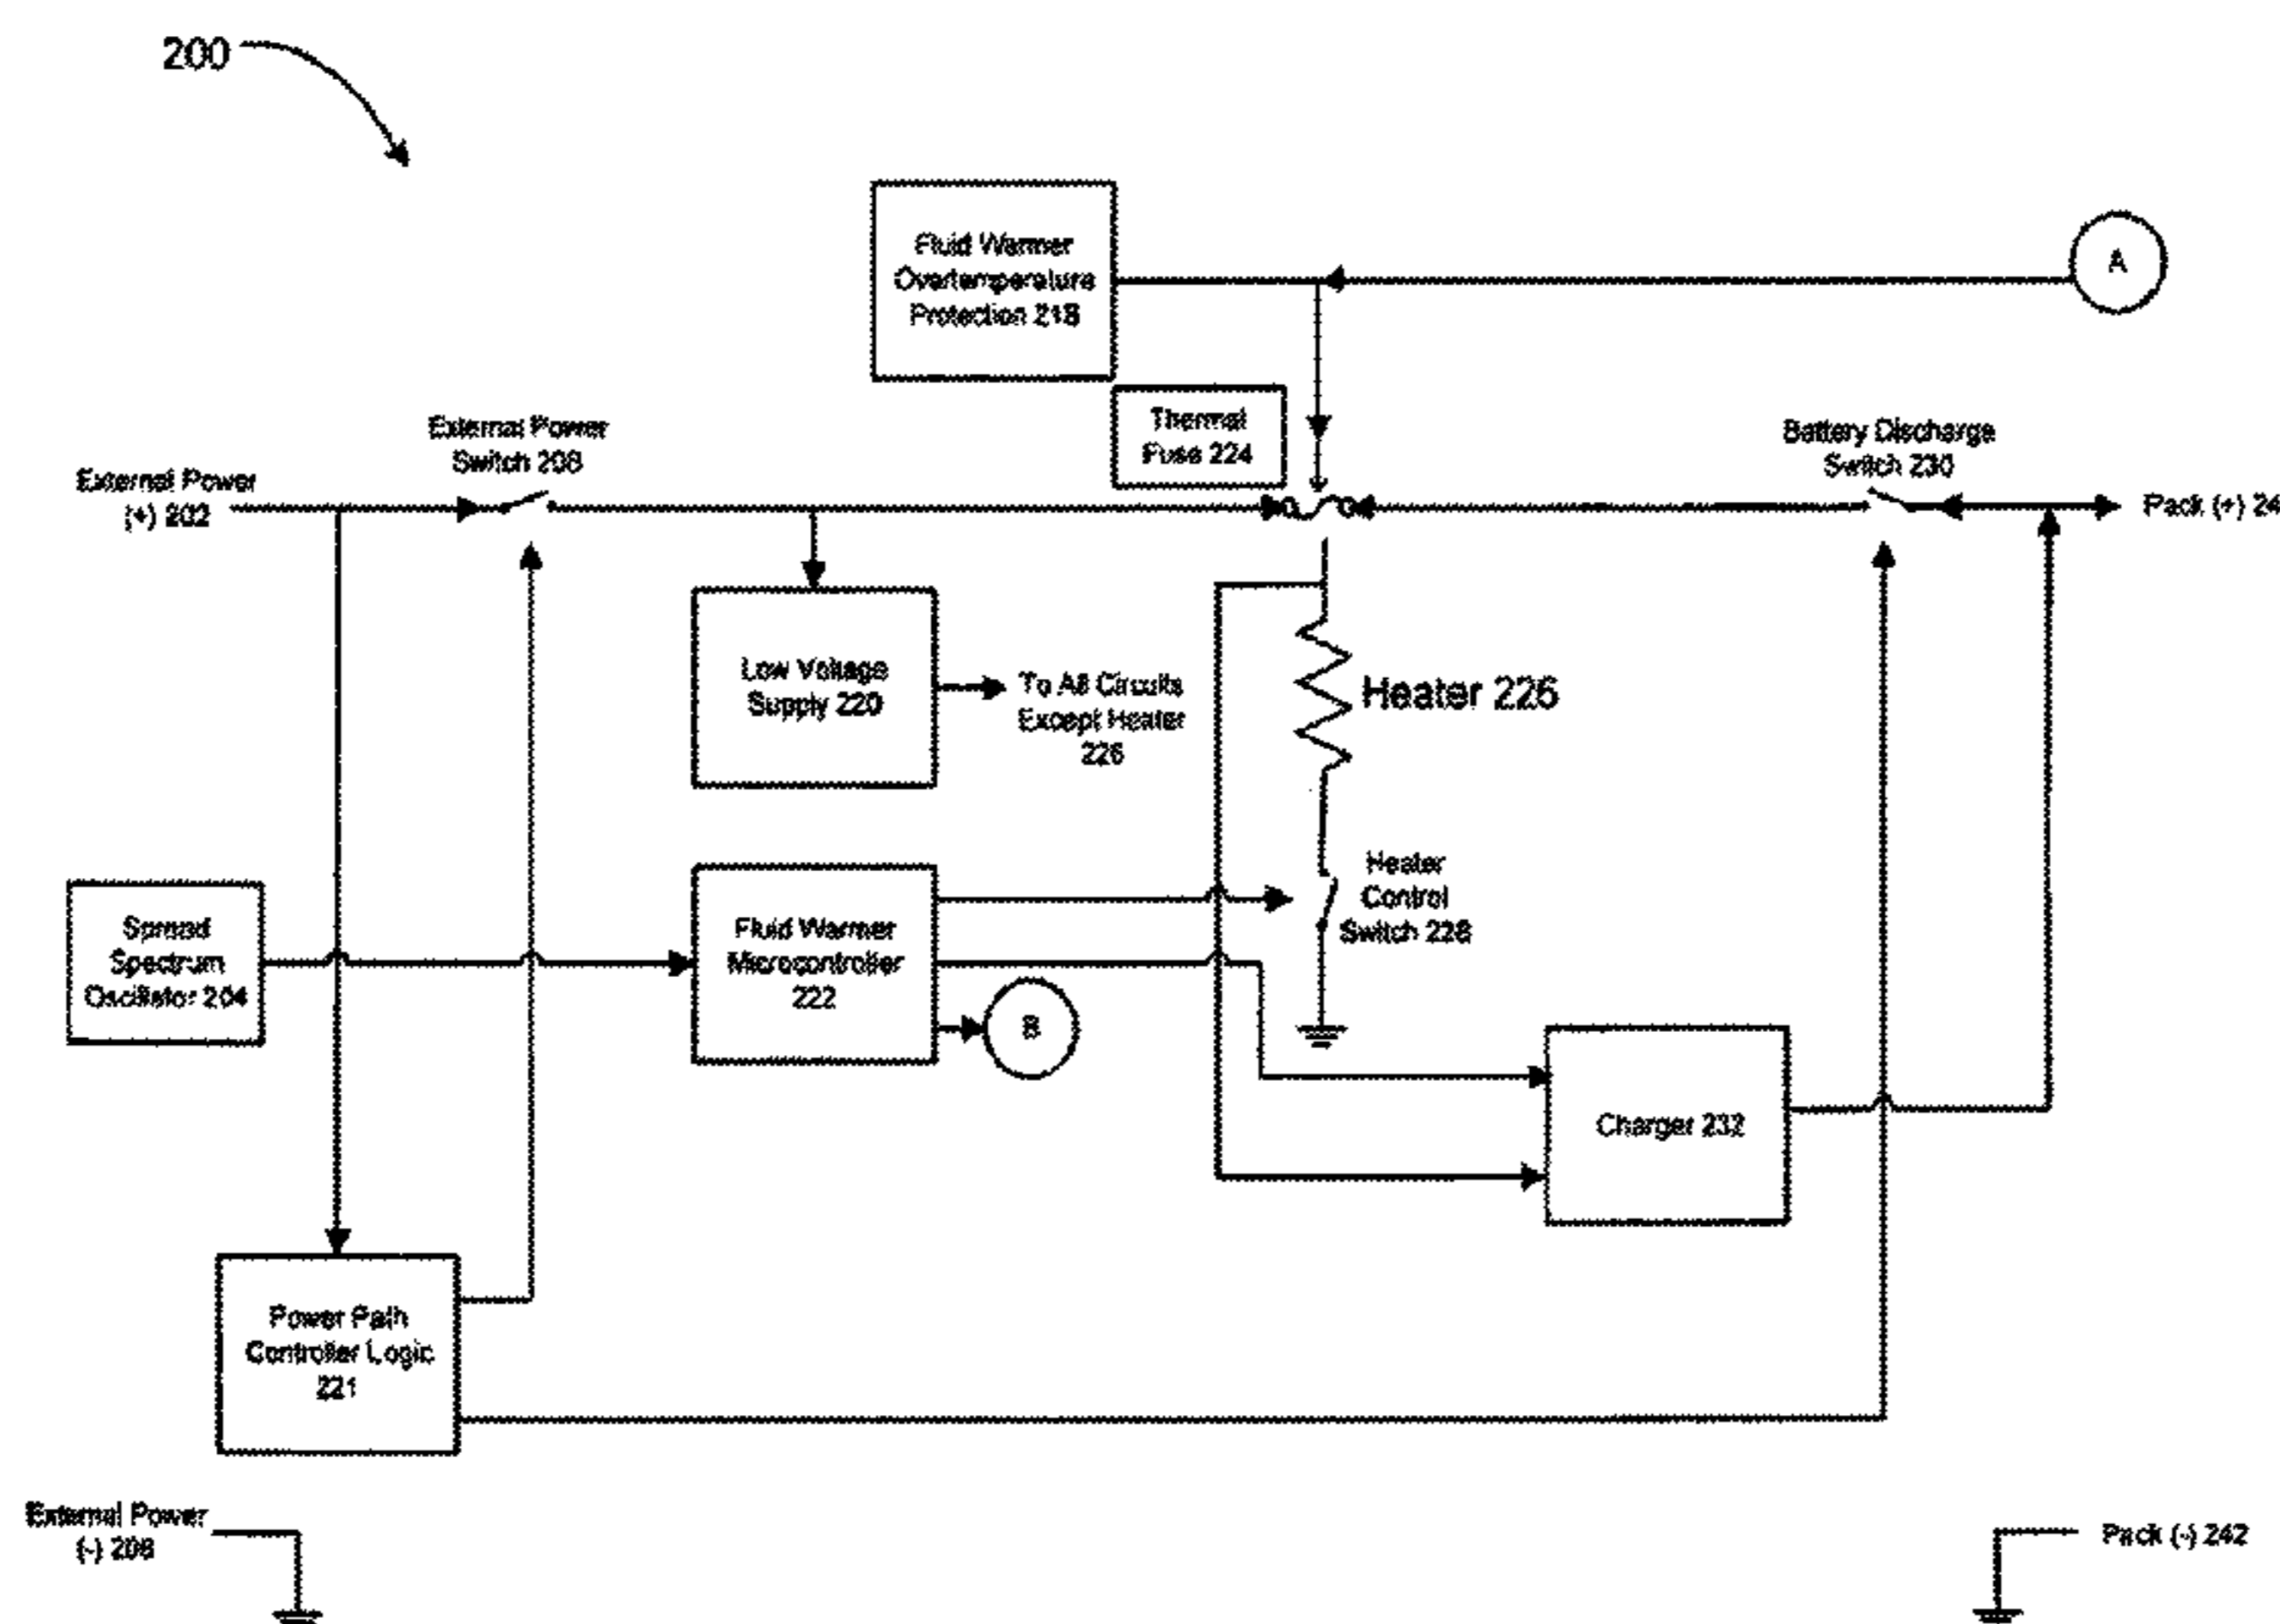 200
Fluid Warmer
Overtemperature
Protection 218
A
Thermal
Fuse 224
External Power
Switch 208
Battery Discharge
Switch 230
External Power
(+) 202
Pack (+) 24
Low Voltage
Supply 220
To All Circuits
Except Heater
226
Heater 226
Heater
Control
Switch 228
Spread
Spectrum
Oscillator 204
Fluid Warmer
Microcontroller
222
B
Charger 232
Power Path
Controller Logic
221
External Power
(-) 206
Pack (-) 242